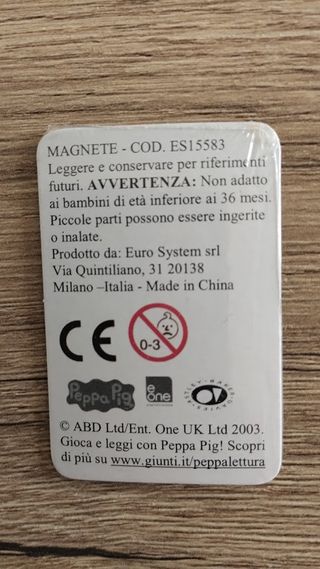 MAGNETE - COD. ES15583
Leggere e conservare per riferimenti
futuri. AVVERTENZA: Non adatto
ai bambini di età inferiore ai 36 mesi.
Piccole parti possono essere ingerite
o inalate.
Prodotto da: Euro System srl
Via Quintiliano, 31 20138
Milano –Italia - Made in China
CE
0-3
Peppa Pig
e one
ASTLEY BAKER DAVIES
© ABD Ltd/Ent. One UK Ltd 2003.
Gioca e leggi con Peppa Pig! Scopri
di più su www.giunti.it/peppalettura